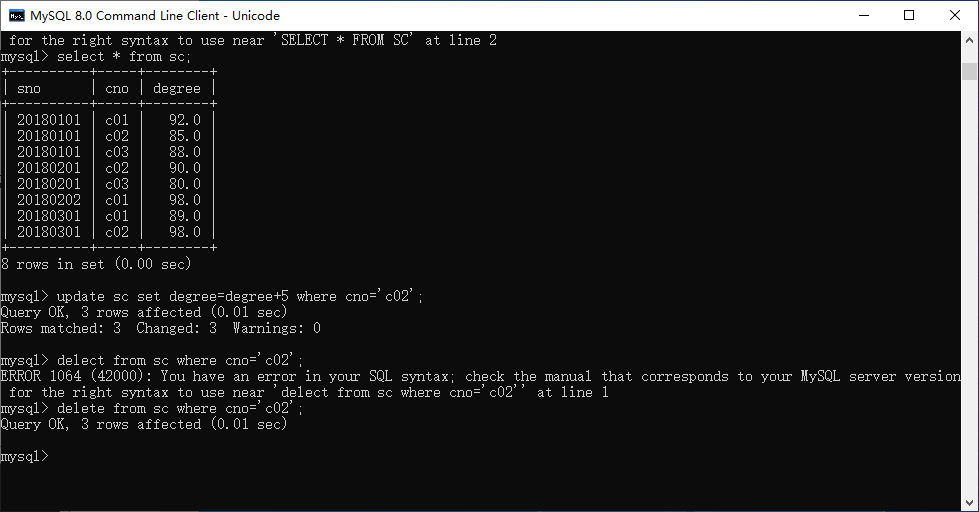 MySQL 8.0 Command Line Client - Unicode
for the right syntax to use near 'SELECT * FROM SC' at line 2
mysql> select * from sc;
+----------+-----+--------+
| sno      | cno | degree |
+----------+-----+--------+
| 20180101 | c01 |   92.0 |
| 20180101 | c02 |   85.0 |
| 20180101 | c03 |   88.0 |
| 20180201 | c02 |   90.0 |
| 20180201 | c03 |   80.0 |
| 20180202 | c01 |   98.0 |
| 20180301 | c01 |   89.0 |
| 20180301 | c02 |   98.0 |
+----------+-----+--------+
8 rows in set (0.00 sec)
mysql> update sc set degree=degree+5 where cno='c02';
Query OK, 3 rows affected (0.01 sec)
Rows matched: 3  Changed: 3  Warnings: 0
mysql> delect from sc where cno='c02';
ERROR 1064 (42000): You have an error in your SQL syntax; check the manual that corresponds to your MySQL server version
for the right syntax to use near 'delect from sc where cno='c02'' at line 1
mysql> delete from sc where cno='c02';
Query OK, 3 rows affected (0.01 sec)
mysql>